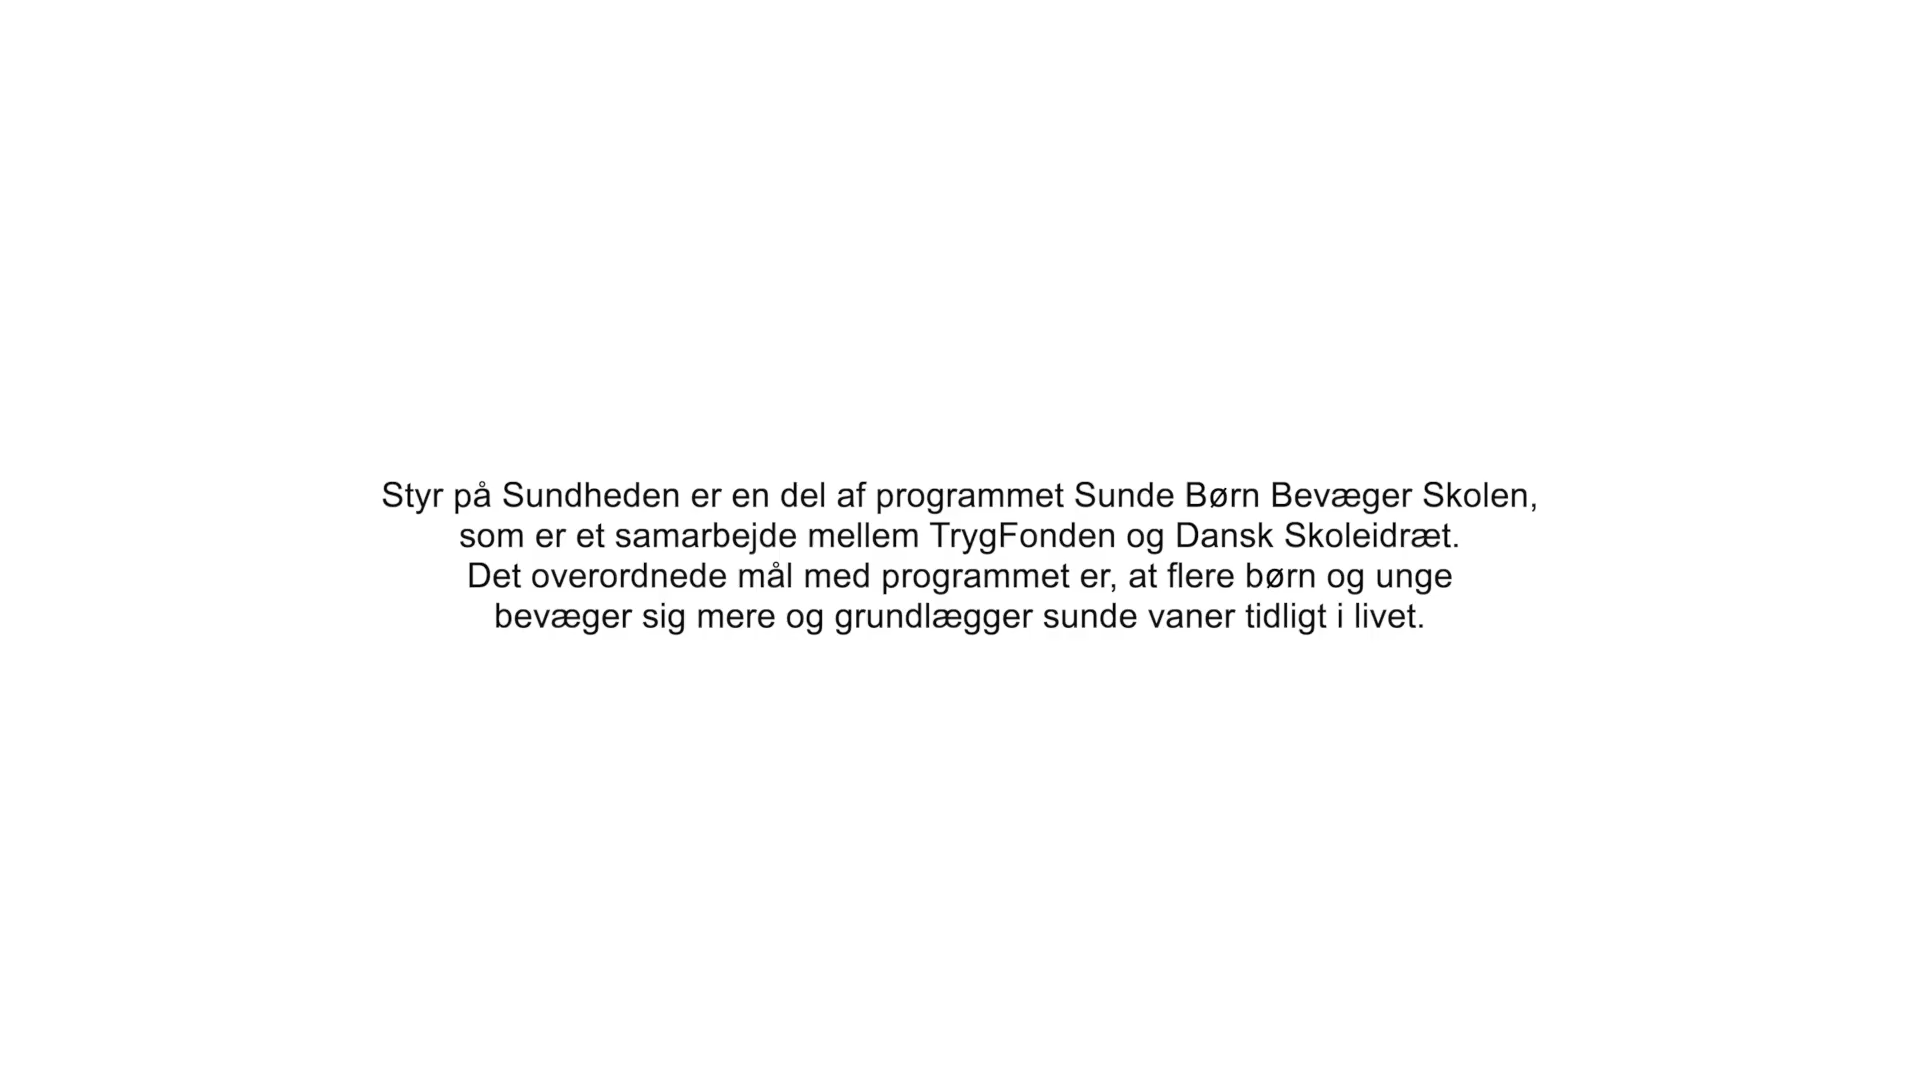 Styr på Sundheden er en del af programmet Sunde Børn Bevæger Skolen,
som er et samarbejde mellem TrygFonden og Dansk Skoleidræt.
Det overordnede mål med programmet er, at flere børn og unge
bevæger sig mere og grundlægger sunde vaner tidligt i livet.